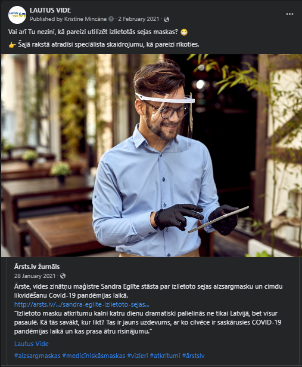 LAUTUS VIDE
Published by Kristīne Mincāne · 2 February 2021 ·
Vai arī Tu nezini, kā pareizi utilizēt izlietotās sejas maskas?
Šajā rakstā atradīsi speciālista skaidrojumu, kā pareizi rīkoties.
Ārsts.lv žurnāls
28 January 2021 ·
Ārste, vides zinātņu maģistre Sandra Eglīte stāsta par izlietoto sejas aizsargmasku un cimdu
likvidēšanu Covid-19 pandēmijas laikā.
http://arsts.lv/.../sandra-eglite-izlietoto-sejas...
"Izlietoto masku atkritumu kalni katru dienu dramatiski palielinās ne tikai Latvijā, bet visur
pasaulē. Kā tās savākt, kur likt? Tas ir jauns uzdevums, ar ko cilvēce ir saskārusies COVID-19
pandēmijas laikā un kas prasa ātru risinājumu."
Lautus Vide
#aizsargmaskas #medicīniskāsmaskas #vizieri #atkritumi #ārstslv